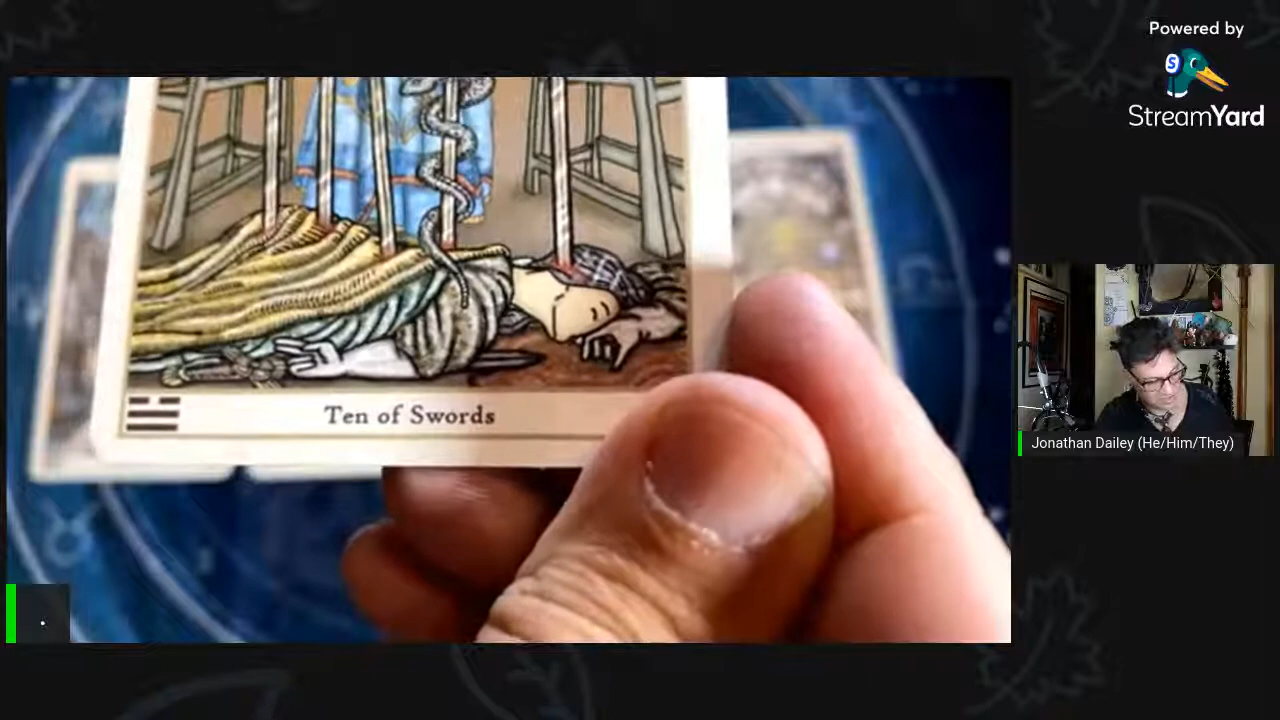 Powered by
S
StreamYard
Ten of Swords
Jonathan Dailey (He/Him/They)
.